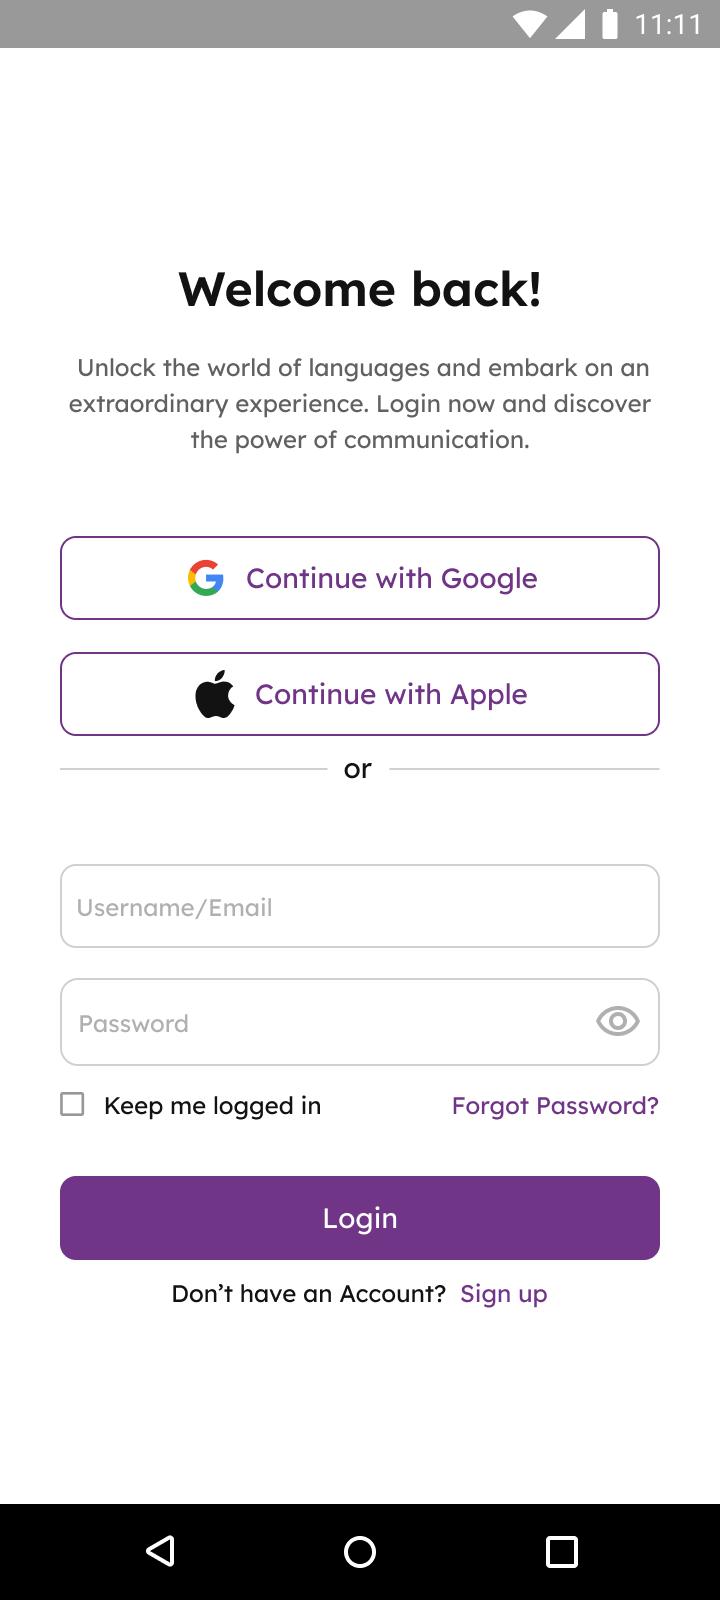 11:11
Welcome back!
Unlock the world of languages and embark on an
extraordinary experience. Login now and discover
the power of communication.
Continue with Google
Continue with Apple
or
Username/Email
Password
Keep me logged in Forgot Password?
Login
Don’t have an Account? Sign up